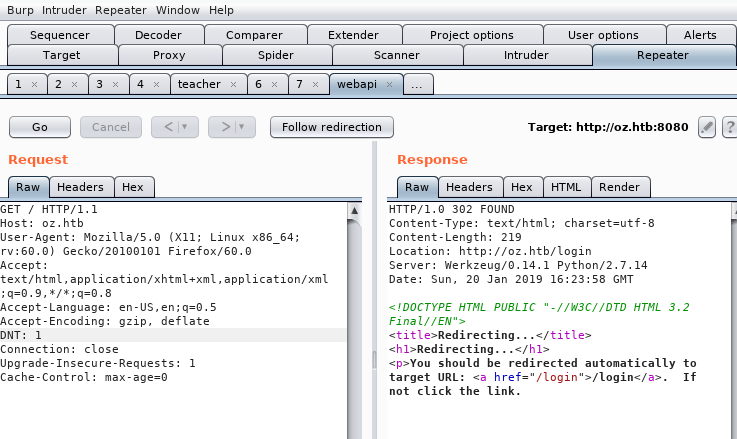 Burp Intruder Repeater Window Help
Sequencer Decoder Comparer Extender Project options User options Alerts
Target Proxy Spider Scanner Intruder Repeater
1 × 2 × 3 × 4 × teacher × 6 × 7 × webapi × ...
Go Cancel < ▼ > ▼ Follow redirection Target: http://oz.htb:8080 ?
Request
Raw Headers Hex
GET / HTTP/1.1
Host: oz.htb
User-Agent: Mozilla/5.0 (X11; Linux x86_64;
rv:60.0) Gecko/20100101 Firefox/60.0
Accept:
text/html,application/xhtml+xml,application/xml
;q=0.9,*/*;q=0.8
Accept-Language: en-US,en;q=0.5
Accept-Encoding: gzip, deflate
DNT: 1
Connection: close
Upgrade-Insecure-Requests: 1
Cache-Control: max-age=0
Response
Raw Headers Hex HTML Render
HTTP/1.0 302 FOUND
Content-Type: text/html; charset=utf-8
Content-Length: 219
Location: http://oz.htb/login
Server: Werkzeug/0.14.1 Python/2.7.14
Date: Sun, 20 Jan 2019 16:23:58 GMT
<!DOCTYPE HTML PUBLIC "-//W3C//DTD HTML 3.2
Final//EN">
<title>Redirecting...</title>
<h1>Redirecting...</h1>
<p>You should be redirected automatically to
target URL: <a href="/login">/login</a>.  If
not click the link.